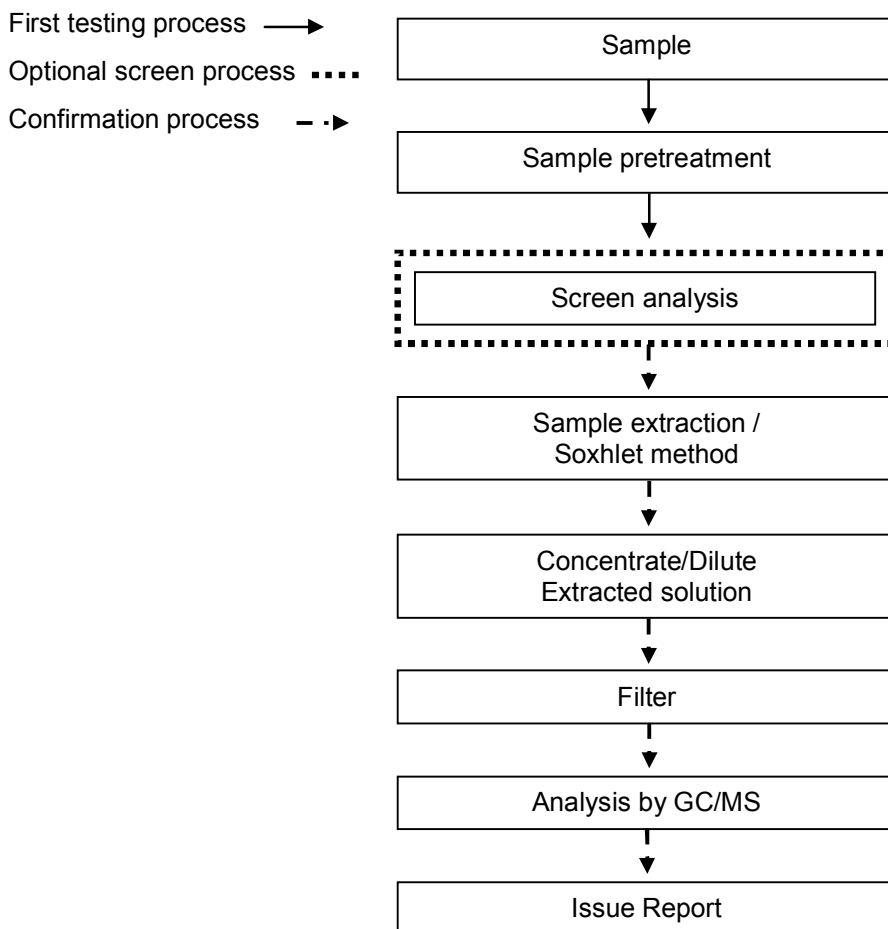 First testing process
Optional screen process
Confirmation process
Sample
Sample pretreatment
Screen analysis
Sample extraction /
Soxhlet method
Concentrate/Dilute
Extracted solution
Filter
Analysis by GC/MS
Issue Report